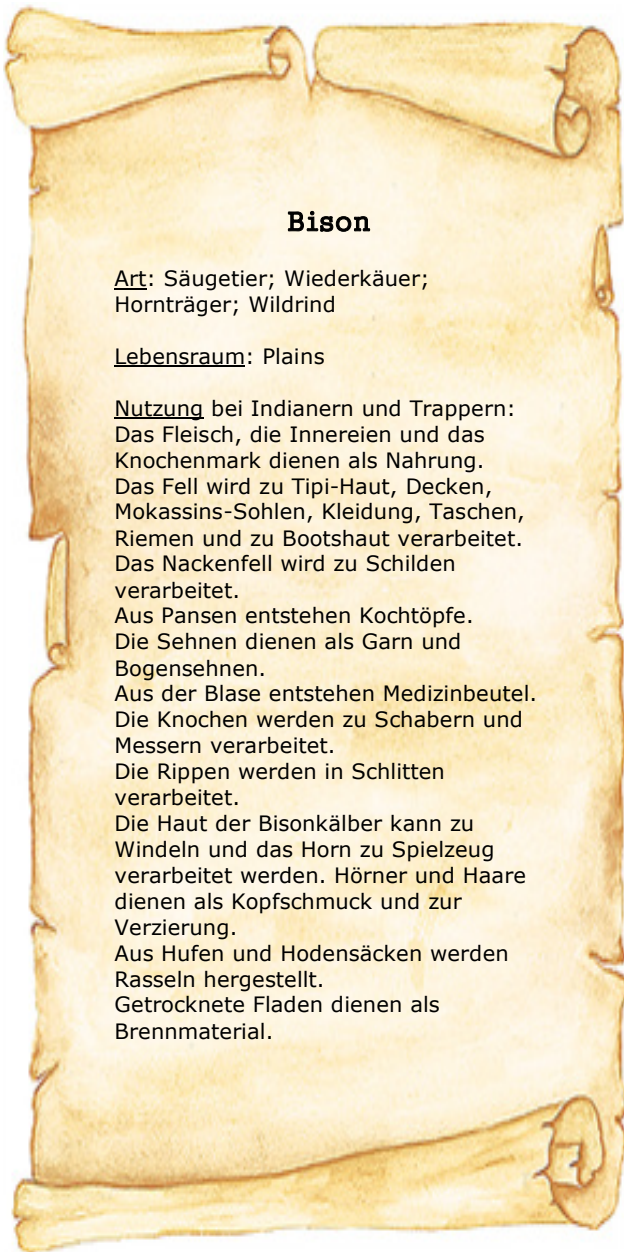 Bison
Art: Säugetier; Wiederkäuer;
Hornträger; Wildrind
Lebensraum: Plains
Nutzung bei Indianern und Trappern:
Das Fleisch, die Innereien und das
Knochenmark dienen als Nahrung.
Das Fell wird zu Tipi-Haut, Decken,
Mokassins-Sohlen, Kleidung, Taschen,
Riemen und zu Bootshaut verarbeitet.
Das Nackenfell wird zu Schilden
verarbeitet.
Aus Pansen entstehen Kochtöpfe.
Die Sehnen dienen als Garn und
Bogensehnen.
Aus der Blase entstehen Medizinbeutel.
Die Knochen werden zu Schabern und
Messern verarbeitet.
Die Rippen werden in Schlitten
verarbeitet.
Die Haut der Bisonkälber kann zu
Windeln und das Horn zu Spielzeug
verarbeitet werden. Hörner und Haare
dienen als Kopfschmuck und zur
Verzierung.
Aus Hufen und Hodensäcken werden
Rasseln hergestellt.
Getrocknete Fladen dienen als
Brennmaterial.